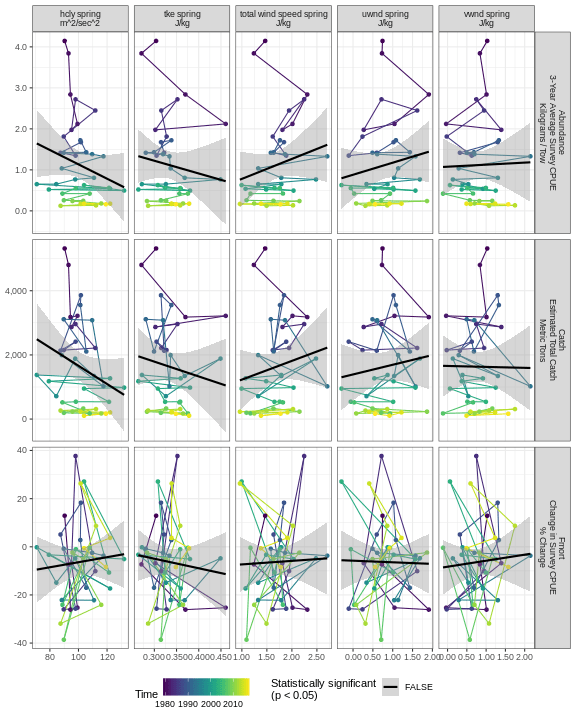 hcly spring
m^2/sec^2
tke spring
J/kg
total wind speed spring
J/kg
uwnd spring
J/kg
vwnd spring
J/kg
4.0
3.0
2.0
1.0
0.0
Abundance
3-Year Average Survey CPUE
Kilograms / Tow
4,000
2,000
0
Catch
Estimated Total Catch
Metric Tons
40
20
0
-20
-40
Fmort
Change in Survey CPUE
% Change
80 100 120
0.300 0.350 0.400 0.450
1.00 1.50 2.00 2.50
0.00 0.50 1.00 1.50 2.00
0.00 0.50 1.00 1.50 2.00
Time
1980 1990 2000 2010
Statistically significant
(p < 0.05)
FALSE